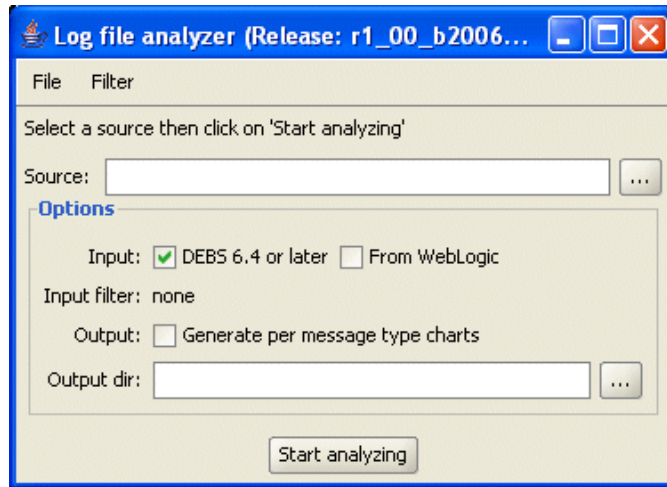 Log file analyzer (Release: r1_00_b2006...
File Filter
Select a source then click on 'Start analyzing'
Source: ...
Options
Input: DEBS 6.4 or later From WebLogic
Input filter: none
Output: Generate per message type charts
Output dir: ...
Start analyzing